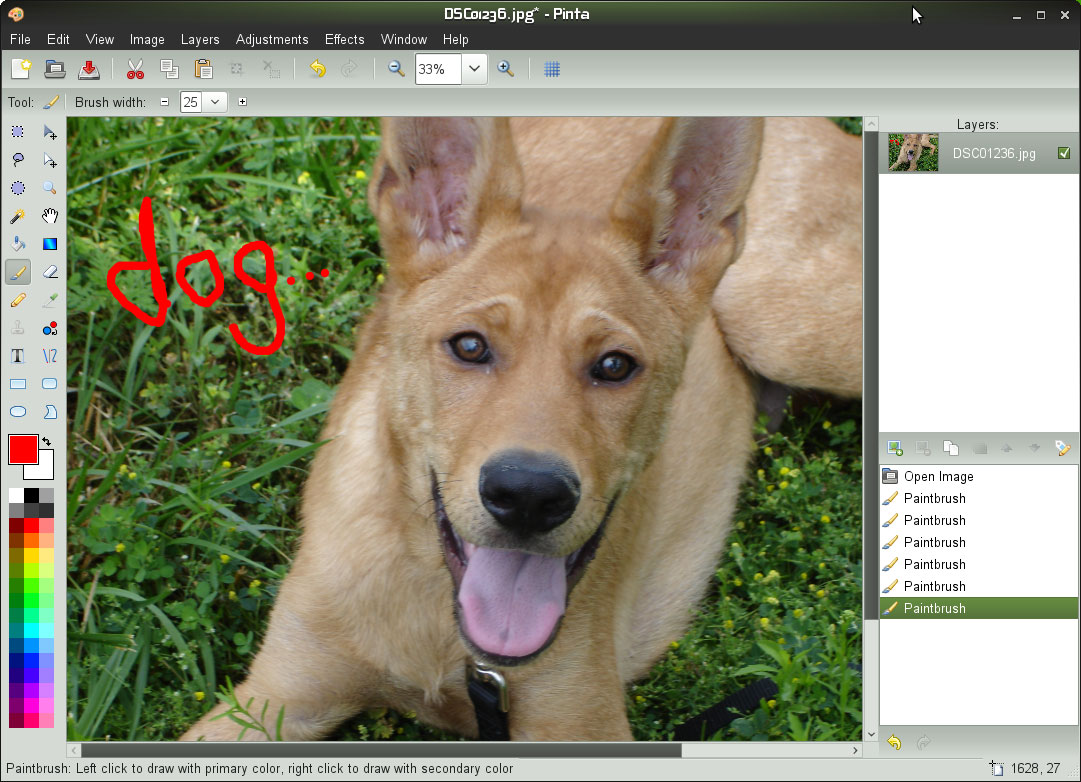 DSC01236.jpg* - Pinta
File Edit View Image Layers Adjustments Effects Window Help
33%
Tool: Brush width: 25
Layers:
DSC01236.jpg
dog...
T
Open Image
Paintbrush
Paintbrush
Paintbrush
Paintbrush
Paintbrush
Paintbrush
Paintbrush: Left click to draw with primary color, right click to draw with secondary color
1628, 27